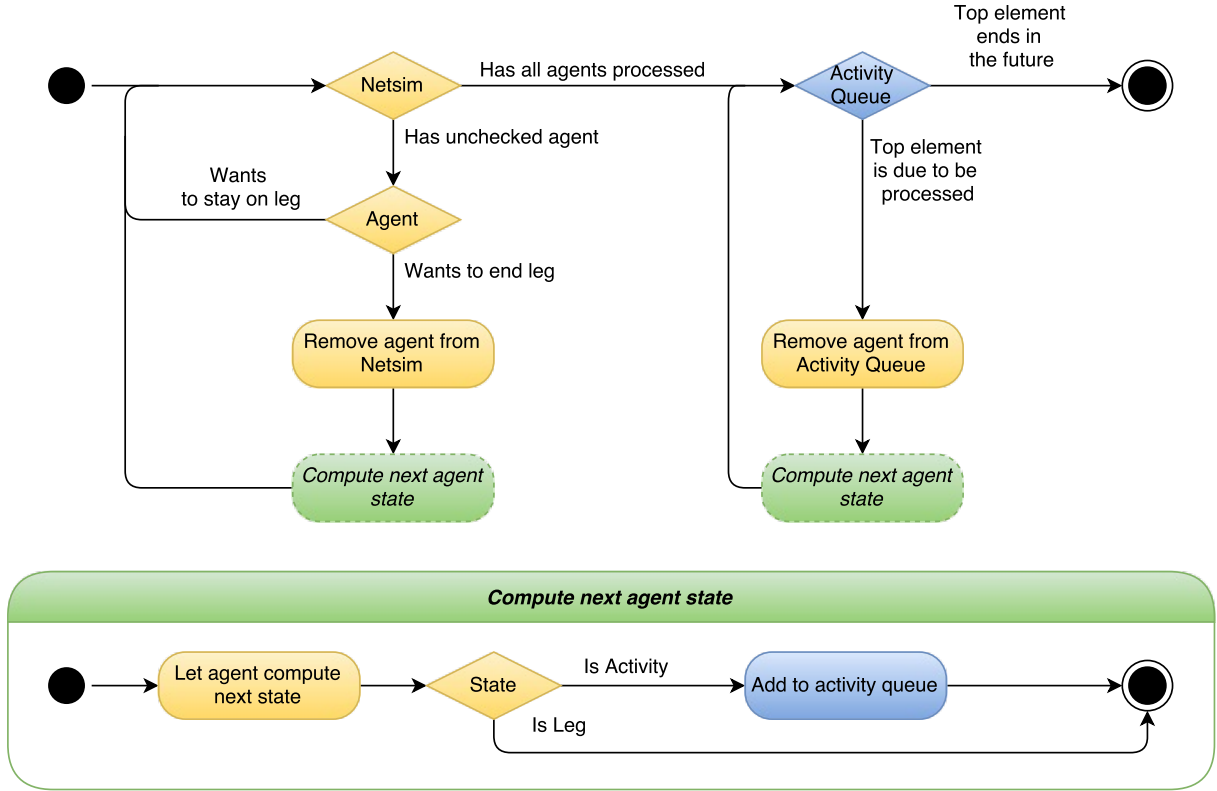 Top element
ends in
the future
Netsim
Has all agents processed
Activity
Queue
Has unchecked agent
Top element
is due to be
processed
Wants
to stay on leg
Agent
Wants to end leg
Remove agent from
Netsim
Remove agent from
Activity Queue
Compute next agent
state
Compute next agent
state
Compute next agent state
Let agent compute
next state
State
Is Activity
Add to activity queue
Is Leg